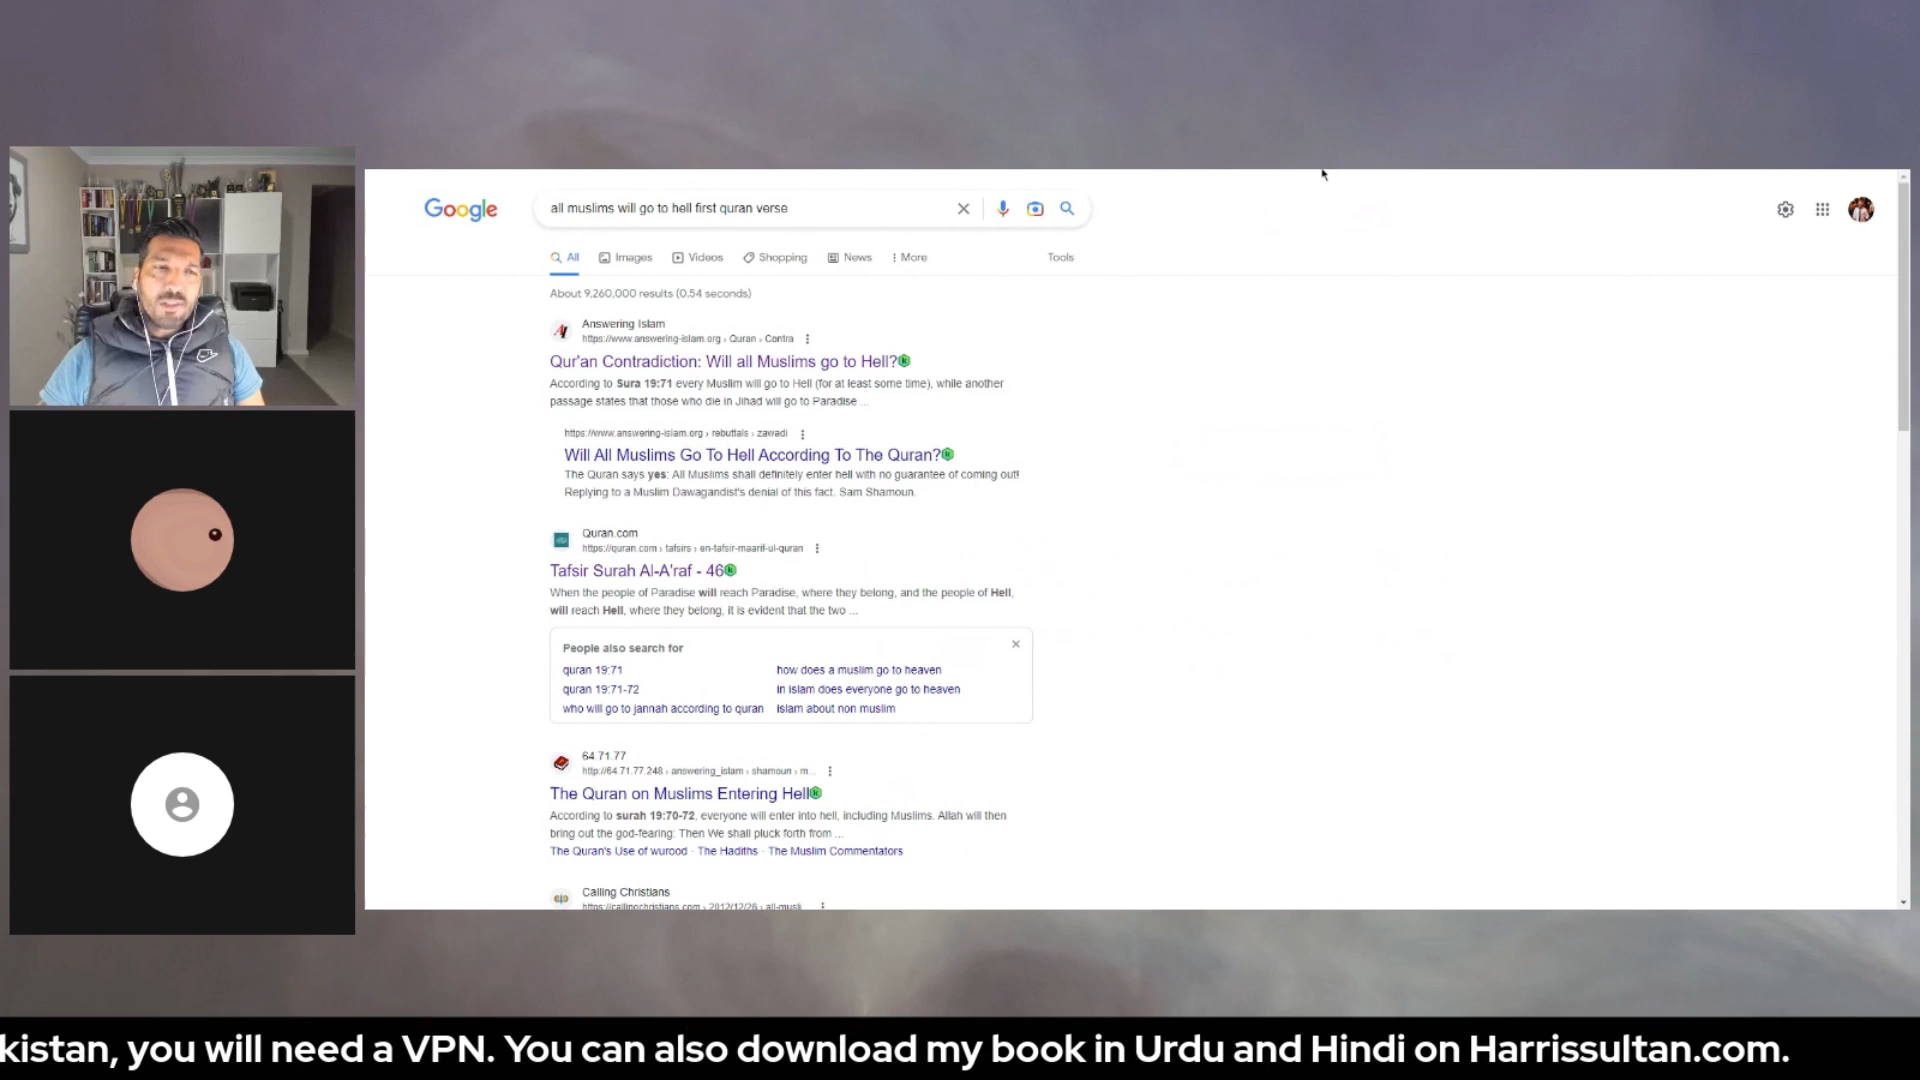 Google
all muslims will go to hell first quran verse
All
Images
Videos
Shopping
News
More
Tools
About 9,260,000 results (0.54 seconds)
Answering Islam
https://www.answering-islam.org › Quran › Contra
Qur'an Contradiction: Will all Muslims go to Hell?
According to Sura 19:71 every Muslim will go to Hell (for at least some time), while another
passage states that those who die in Jihad will go to Paradise ...
https://www.answering-islam.org › rebuttals › zawadi
Will All Muslims Go To Hell According To The Quran?
The Quran says yes: All Muslims shall definitely enter hell with no guarantee of coming out!
Replying to a Muslim Dawagandist's denial of this fact. Sam Shamoun.
Quran.com
https://quran.com › tafsirs › en-tafsir-maarif-ul-quran
Tafsir Surah Al-A'raf - 46
When the people of Paradise will reach Paradise, where they belong, and the people of Hell,
will reach Hell, where they belong, it is evident that the two ...
People also search for
quran 19:71
how does a muslim go to heaven
quran 19:71-72
in islam does everyone go to heaven
who will go to jannah according to quran
islam about non muslim
64.71.77
http://64.71.77.248 › answering_islam › shamoun › m...
The Quran on Muslims Entering Hell
According to surah 19:70-72, everyone will enter into hell, including Muslims. Allah will then
bring out the god-fearing: Then We shall pluck forth from ...
The Quran's Use of wurood · The Hadiths · The Muslim Commentators
Calling Christians
https://callingchristians.com › 2012/12/26 › all-musli...
kistan, you will need a VPN. You can also download my book in Urdu and Hindi on Harrissultan.com.